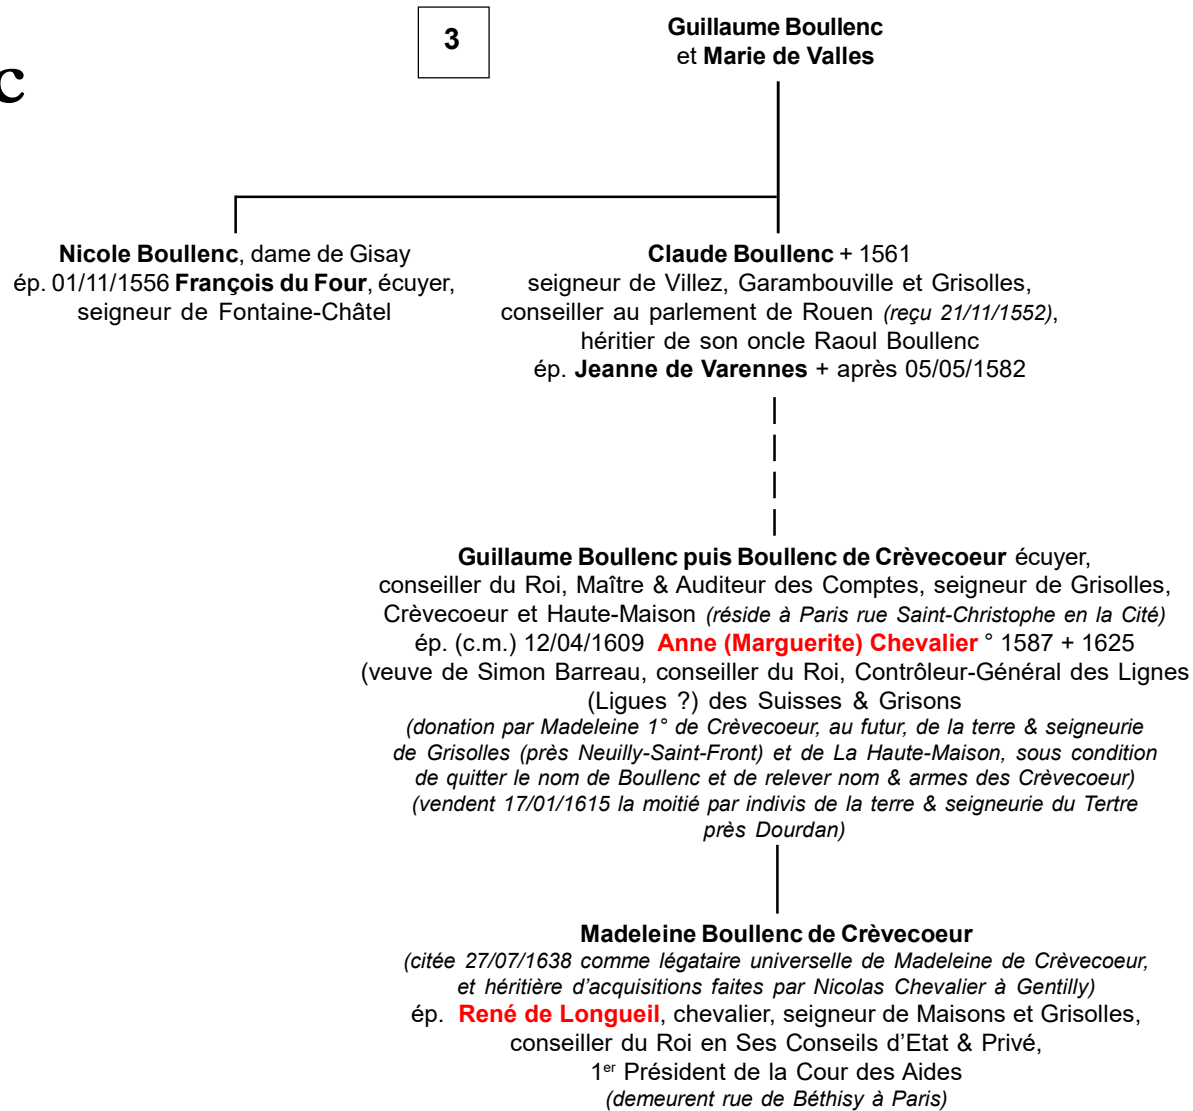 c
3
Guillaume Boullenc
et Marie de Valles
Nicole Boullenc, dame de Gisay
ép. 01/11/1556 François du Four, écuyer,
seigneur de Fontaine-Châtel
Claude Boullenc + 1561
seigneur de Villez, Garambouville et Grisolles,
conseiller au parlement de Rouen (reçu 21/11/1552),
héritier de son oncle Raoul Boullenc
ép. Jeanne de Varennes + après 05/05/1582
Guillaume Boullenc puis Boullenc de Crèvecoeur écuyer,
conseiller du Roi, Maître & Auditeur des Comptes, seigneur de Grisolles,
Crèvecoeur et Haute-Maison (réside à Paris rue Saint-Christophe en la Cité)
ép. (c.m.) 12/04/1609 Anne (Marguerite) Chevalier ° 1587 + 1625
(veuve de Simon Barreau, conseiller du Roi, Contrôleur-Général des Lignes
(Ligues ?) des Suisses & Grisons
(donation par Madeleine 1° de Crèvecoeur, au futur, de la terre & seigneurie
de Grisolles (près Neuilly-Saint-Front) et de La Haute-Maison, sous condition
de quitter le nom de Boullenc et de relever nom & armes des Crèvecoeur)
(vendent 17/01/1615 la moitié par indivis de la terre & seigneurie du Tertre
près Dourdan)
Madeleine Boullenc de Crèvecoeur
(citée 27/07/1638 comme légataire universelle de Madeleine de Crèvecoeur,
et héritière d'acquisitions faites par Nicolas Chevalier à Gentilly)
ép. René de Longueil, chevalier, seigneur de Maisons et Grisolles,
conseiller du Roi en Ses Conseils d'Etat & Privé,
1er Président de la Cour des Aides
(demeurent rue de Béthisy à Paris)